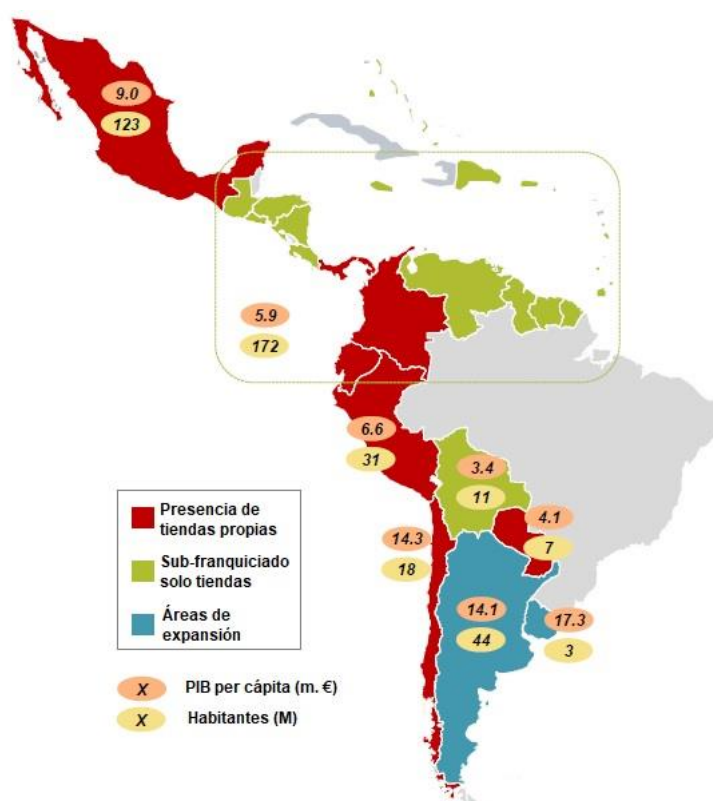 9.0
123
5.9
172
6.6
31
3.4
11
4.1
7
14.3
18
14.1
44
17.3
3
Presencia de
tiendas propias
Sub-franquiciado
solo tiendas
Áreas de
expansión
X PIB per cápita (m. €)
X Habitantes (M)